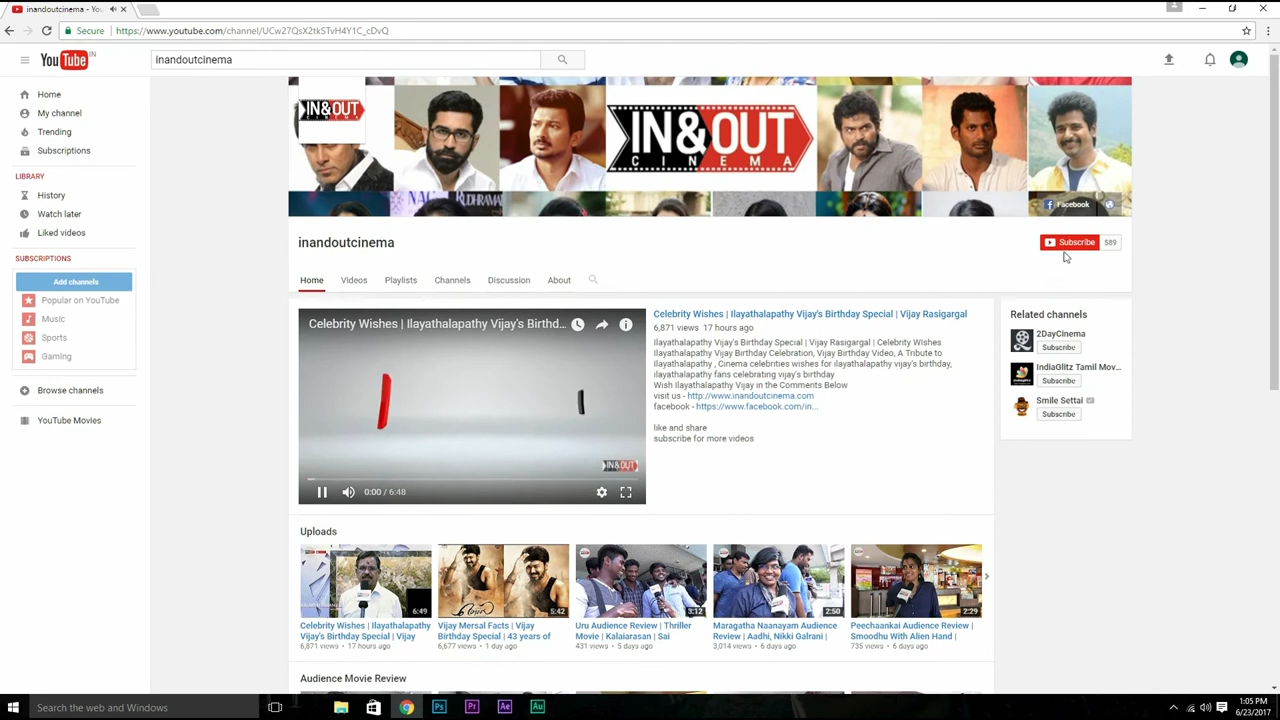 inandoutcinema - You
Secure
https://www.youtube.com/channel/UCw27QsX2tkSTvH4Y1C_cDvQ
YouTube IN
inandoutcinema
Home
My channel
Trending
Subscriptions
LIBRARY
History
Watch later
Liked videos
SUBSCRIPTIONS
Add channels
Popular on YouTube
Music
Sports
Gaming
Browse channels
YouTube Movies
IN&OUT
CINEMA
IN&OUT
CINEMA
Facebook
inandoutcinema
Subscribe 589
Home Videos Playlists Channels Discussion About
Celebrity Wishes | Ilayathalapathy Vijay's Birthd...
IN&OUT
0:00 / 6:48
Celebrity Wishes | Ilayathalapathy Vijay's Birthday Special | Vijay Rasigargal
6,871 views 17 hours ago
Ilayathalapathy Vijay's Birthday Special | Vijay Rasigargal | Celebrity WIshes
Ilayathalapathy Vijay Birthday Celebration, Vijay Birthday Video, A Tribute to
ilayathalapathy , Cinema celebrities wishes for ilayathalapathy vijay's birthday,
ilayathalapathy fans celebrating vijay's birthday
Wish Ilayathalapathy Vijay in the Comments Below
visit us - http://www.inandoutcinema.com
facebook - https://www.facebook.com/in...
like and share
subscribe for more videos
Related channels
2DayCinema
Subscribe
IndiaGlitz Tamil Mov...
Subscribe
Smile Settai
Subscribe
Uploads
6:49
Celebrity Wishes | Ilayathalapathy
Vijay's Birthday Special | Vijay
6,871 views • 17 hours ago
5:42
Vijay Mersal Facts | Vijay
Birthday Special | 43 years of
6,677 views • 1 day ago
3:12
Uru Audience Review | Thriller
Movie | Kalaiarasan | Sai
431 views • 5 days ago
2:50
Maragatha Naanayam Audience
Review | Aadhi, Nikki Galrani |
3,014 views • 6 days ago
2:29
Peechaankai Audience Review |
Smoodhu With Alien Hand |
735 views • 6 days ago
Audience Movie Review
Search the web and Windows
Ps
Pr
Ae
Au
1:05 PM
6/23/2017